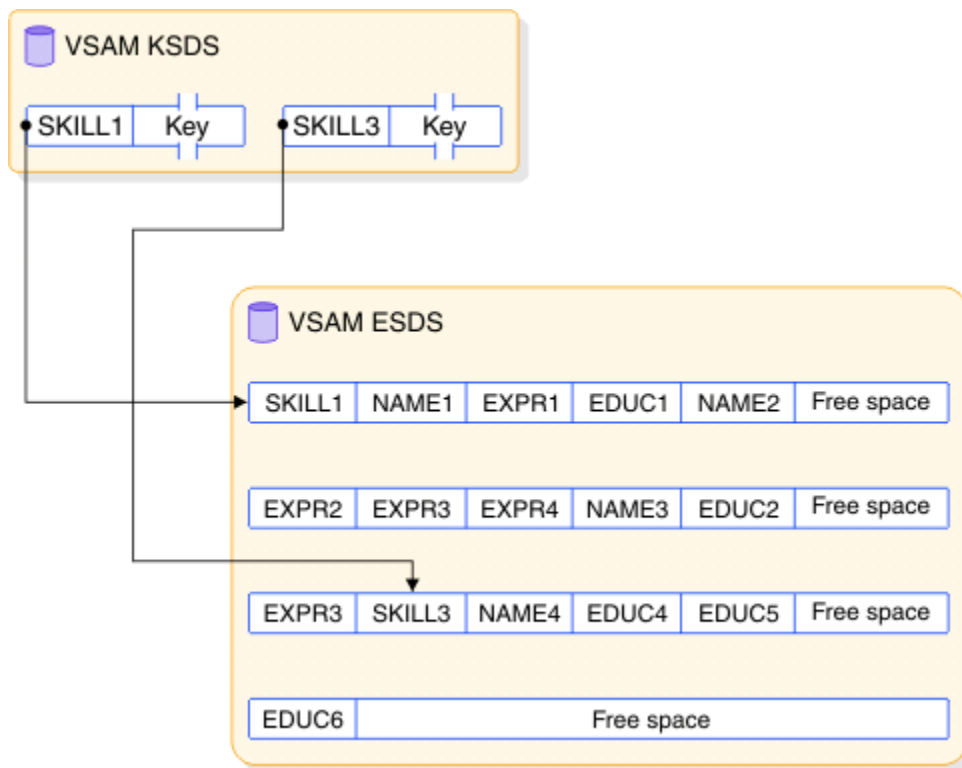 VSAM KSDS
SKILL1 Key SKILL3 Key
VSAM ESDS
SKILL1 NAME1 EXPR1 EDUC1 NAME2 Free space
EXPR2 EXPR3 EXPR4 NAME3 EDUC2 Free space
EXPR3 SKILL3 NAME4 EDUC4 EDUC5 Free space
EDUC6 Free space